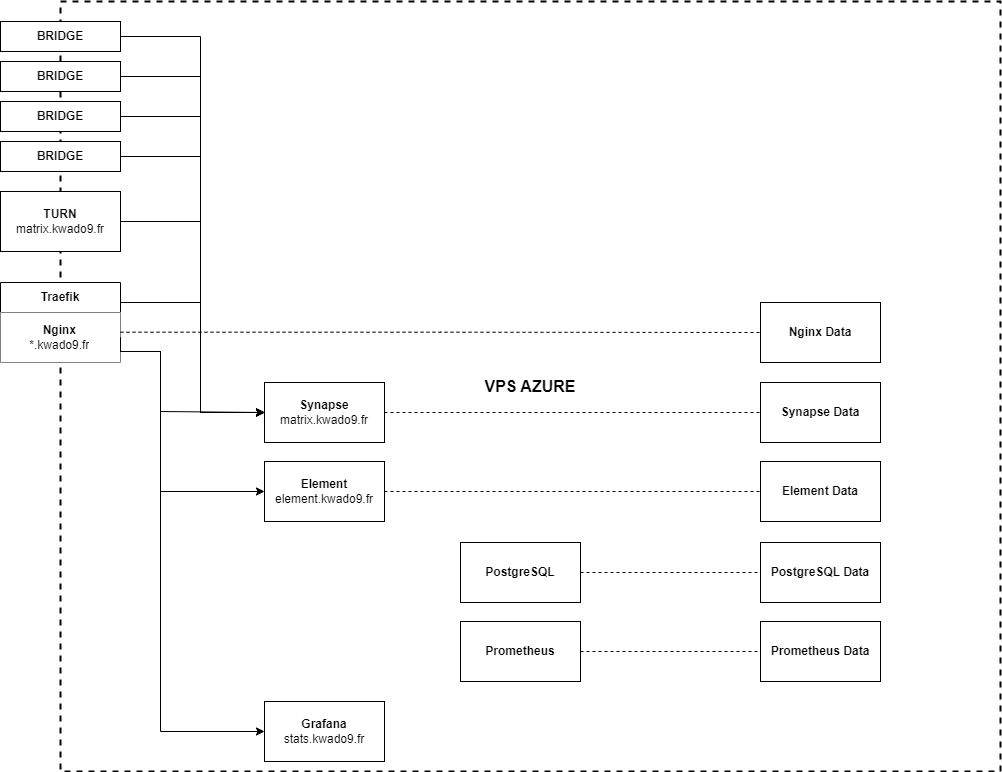 BRIDGE
BRIDGE
BRIDGE
BRIDGE
TURN
matrix.kwado9.fr
Traefik
Nginx
*.kwado9.fr
Nginx Data
VPS AZURE
Synapse
matrix.kwado9.fr
Synapse Data
Element
element.kwado9.fr
Element Data
PostgreSQL
PostgreSQL Data
Prometheus
Prometheus Data
Grafana
stats.kwado9.fr